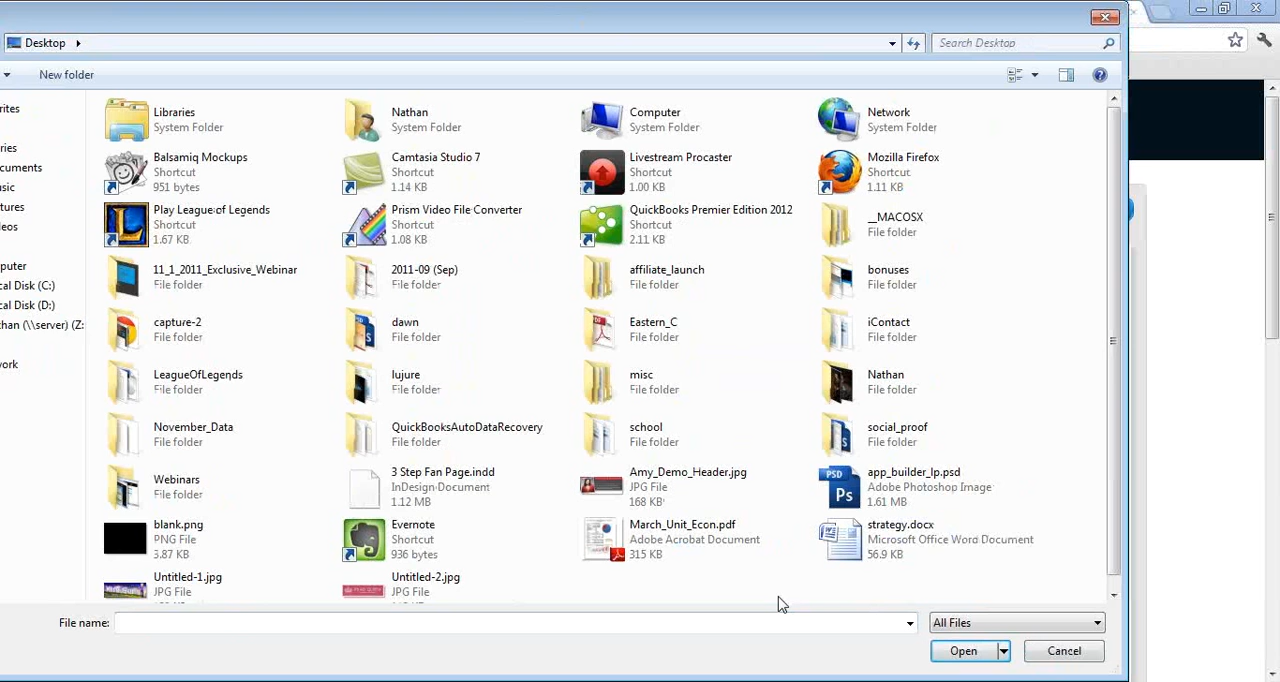 Desktop
Search Desktop
New folder
rites
ries
cuments
usic
tures
eos
puter
cal Disk (C:)
cal Disk (D:)
than (\\server) (Z:
work
Libraries
System Folder
Nathan
System Folder
Computer
System Folder
Network
System Folder
Balsamiq Mockups
Shortcut
951 bytes
Camtasia Studio 7
Shortcut
1.14 KB
Livestream Procaster
Shortcut
1.00 KB
Mozilla Firefox
Shortcut
1.11 KB
Play League of Legends
Shortcut
1.67 KB
Prism Video File Converter
Shortcut
1.08 KB
QuickBooks Premier Edition 2012
Shortcut
2.11 KB
__MACOSX
File folder
11_1_2011_Exclusive_Webinar
File folder
2011-09 (Sep)
File folder
affiliate_launch
File folder
bonuses
File folder
capture-2
File folder
dawn
File folder
Eastern_C
File folder
iContact
File folder
LeagueOfLegends
File folder
lujure
File folder
misc
File folder
Nathan
File folder
November_Data
File folder
QuickBooksAutoDataRecovery
File folder
school
File folder
social_proof
File folder
Webinars
File folder
3 Step Fan Page.indd
InDesign Document
1.12 MB
Amy_Demo_Header.jpg
JPG File
168 KB
app_builder_lp.psd
Adobe Photoshop Image
1.61 MB
PSD
Ps
blank.png
PNG File
3.87 KB
Evernote
Shortcut
936 bytes
March_Unit_Econ.pdf
Adobe Acrobat Document
315 KB
strategy.docx
Microsoft Office Word Document
56.9 KB
Untitled-1.jpg
JPG File
Untitled-2.jpg
JPG File
File name:
All Files
Open
Cancel